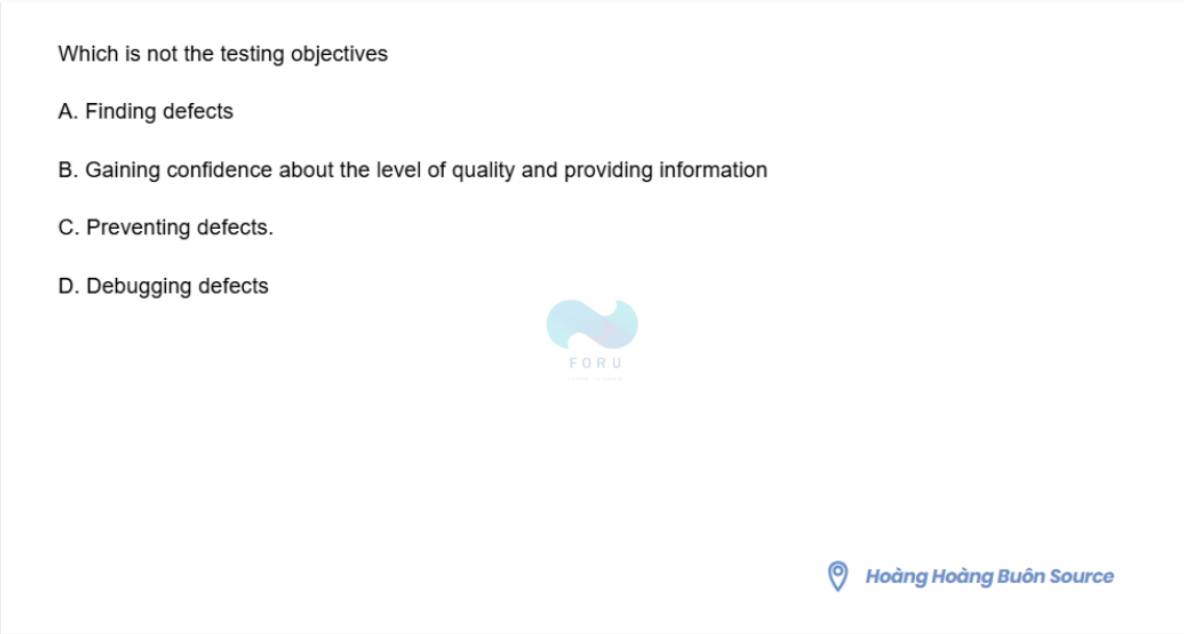 Which is not the testing objectives
A. Finding defects
B. Gaining confidence about the level of quality and providing information
C. Preventing defects.
D. Debugging defects
FORU
Hoàng Hoàng Buôn Source